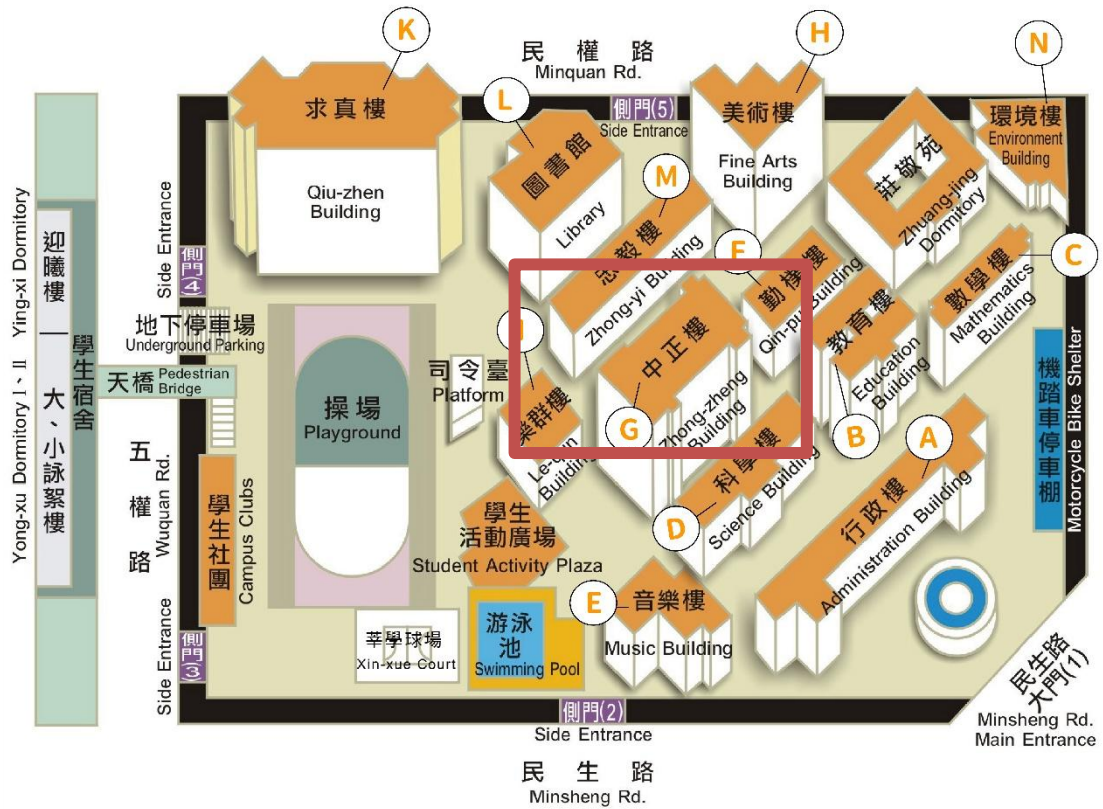 K
H
N
民權路
Minquan Rd.
求真樓
Qiu-zhen
Building
L
側門(5)
Side Entrance
美術樓
Fine Arts
Building
環境樓
Environment
Building
圖書館
Library
M
莊敬苑
Zhuang-jing
Dormitory
Side Entrance
側門(4)
忠毅樓
Zhong-yi Building
F
勤樸樓
Qin-pu Building
C
數學樓
Mathematics
Building
迎曦樓
Ying-xi Dormitory
學生宿舍
大、小詠絮樓
Yong-xu Dormitory I、II
地下停車場
Underground Parking
天橋
Pedestrian
Bridge
操場
Playground
司令臺
Platform
樂群樓
Le-qun
Building
中正樓
G
Zhong-zheng
Building
教育樓
B
Education
Building
A
機踏車停車棚
Motorcycle Bike Shelter
五權路
Wuquan Rd.
學生社團
Campus Clubs
學生
活動廣場
Student Activity Plaza
科學樓
D
Science Building
行政樓
Administration Building
E
音樂樓
Music Building
Side Entrance
側門(3)
莘學球場
Xin-xue Court
游泳
池
Swimming Pool
側門(2)
Side Entrance
民生路
大門(1)
Minsheng Rd.
Main Entrance
民生路
Minsheng Rd.